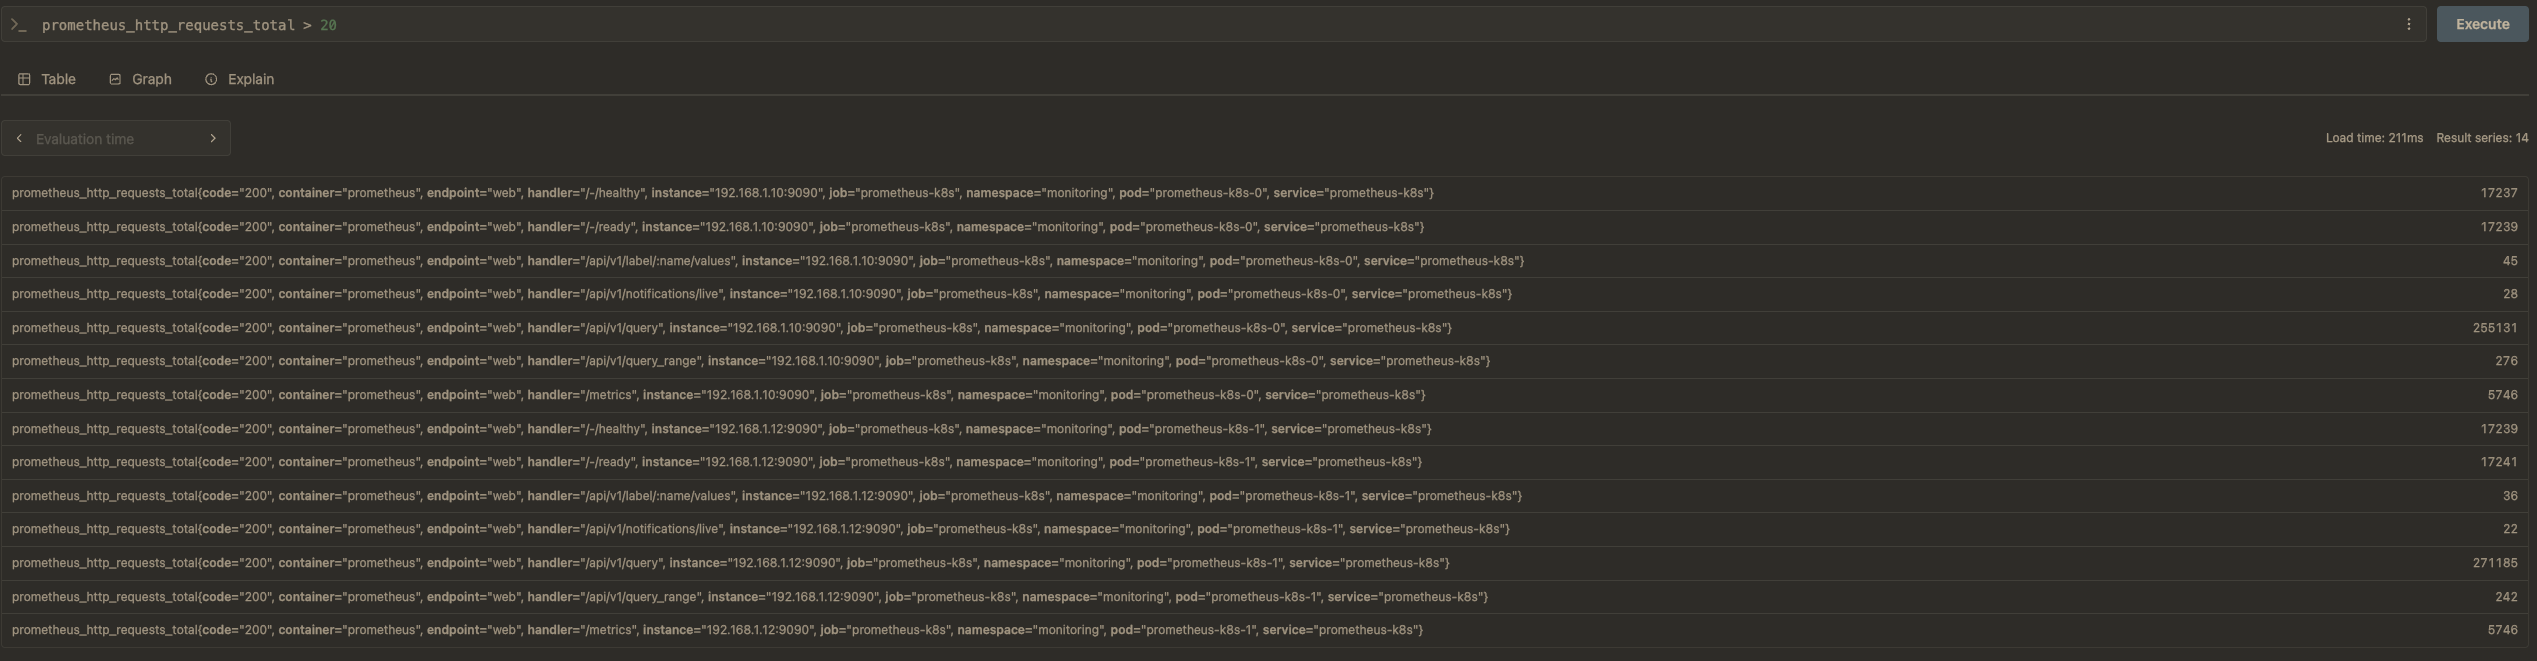 >_ prometheus_http_requests_total > 20 Execute
Table Graph Explain
Evaluation time Load time: 211ms Result series: 14
prometheus_http_requests_total{code="200", container="prometheus", endpoint="web", handler="/-/healthy", instance="192.168.1.10:9090", job="prometheus-k8s", namespace="monitoring", pod="prometheus-k8s-0", service="prometheus-k8s"} 17237
prometheus_http_requests_total{code="200", container="prometheus", endpoint="web", handler="/-/ready", instance="192.168.1.10:9090", job="prometheus-k8s", namespace="monitoring", pod="prometheus-k8s-0", service="prometheus-k8s"} 17239
prometheus_http_requests_total{code="200", container="prometheus", endpoint="web", handler="/api/v1/label/:name/values", instance="192.168.1.10:9090", job="prometheus-k8s", namespace="monitoring", pod="prometheus-k8s-0", service="prometheus-k8s"} 45
prometheus_http_requests_total{code="200", container="prometheus", endpoint="web", handler="/api/v1/notifications/live", instance="192.168.1.10:9090", job="prometheus-k8s", namespace="monitoring", pod="prometheus-k8s-0", service="prometheus-k8s"} 28
prometheus_http_requests_total{code="200", container="prometheus", endpoint="web", handler="/api/v1/query", instance="192.168.1.10:9090", job="prometheus-k8s", namespace="monitoring", pod="prometheus-k8s-0", service="prometheus-k8s"} 255131
prometheus_http_requests_total{code="200", container="prometheus", endpoint="web", handler="/api/v1/query_range", instance="192.168.1.10:9090", job="prometheus-k8s", namespace="monitoring", pod="prometheus-k8s-0", service="prometheus-k8s"} 276
prometheus_http_requests_total{code="200", container="prometheus", endpoint="web", handler="/metrics", instance="192.168.1.10:9090", job="prometheus-k8s", namespace="monitoring", pod="prometheus-k8s-0", service="prometheus-k8s"} 5746
prometheus_http_requests_total{code="200", container="prometheus", endpoint="web", handler="/-/healthy", instance="192.168.1.12:9090", job="prometheus-k8s", namespace="monitoring", pod="prometheus-k8s-1", service="prometheus-k8s"} 17239
prometheus_http_requests_total{code="200", container="prometheus", endpoint="web", handler="/-/ready", instance="192.168.1.12:9090", job="prometheus-k8s", namespace="monitoring", pod="prometheus-k8s-1", service="prometheus-k8s"} 17241
prometheus_http_requests_total{code="200", container="prometheus", endpoint="web", handler="/api/v1/label/:name/values", instance="192.168.1.12:9090", job="prometheus-k8s", namespace="monitoring", pod="prometheus-k8s-1", service="prometheus-k8s"} 36
prometheus_http_requests_total{code="200", container="prometheus", endpoint="web", handler="/api/v1/notifications/live", instance="192.168.1.12:9090", job="prometheus-k8s", namespace="monitoring", pod="prometheus-k8s-1", service="prometheus-k8s"} 22
prometheus_http_requests_total{code="200", container="prometheus", endpoint="web", handler="/api/v1/query", instance="192.168.1.12:9090", job="prometheus-k8s", namespace="monitoring", pod="prometheus-k8s-1", service="prometheus-k8s"} 271185
prometheus_http_requests_total{code="200", container="prometheus", endpoint="web", handler="/api/v1/query_range", instance="192.168.1.12:9090", job="prometheus-k8s", namespace="monitoring", pod="prometheus-k8s-1", service="prometheus-k8s"} 242
prometheus_http_requests_total{code="200", container="prometheus", endpoint="web", handler="/metrics", instance="192.168.1.12:9090", job="prometheus-k8s", namespace="monitoring", pod="prometheus-k8s-1", service="prometheus-k8s"} 5746